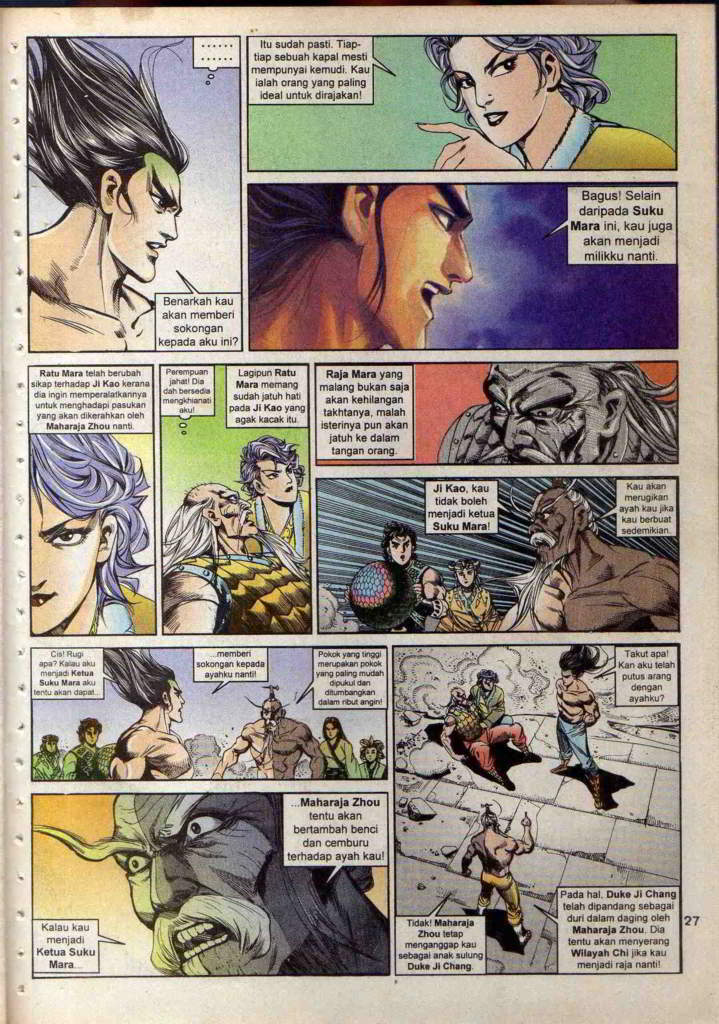 ......
......
Benarkah kau
akan memberi
sokongan
kepada aku ini?
Itu sudah pasti. Tiap-
tiap sebuah kapal mesti
mempunyai kemudi. Kau
ialah orang yang paling
ideal untuk dirajakan!
Bagus! Selain
daripada Suku
Mara ini, kau juga
akan menjadi
milikku nanti.
Ratu Mara telah berubah
sikap terhadap Ji Kao kerana
dia ingin memperalatkannya
untuk menghadapi pasukan
yang akan dikerahkan oleh
Maharaja Zhou nanti.
Perempuan
jahat! Dia
dah bersedia
mengkhianati
aku!
Lagipun Ratu
Mara memang
sudah jatuh hati
pada Ji Kao yang
agak kacak itu.
Raja Mara yang
malang bukan saja
akan kehilangan
takhtanya, malah
isterinya pun akan
jatuh ke dalam
tangan orang.
Ji Kao, kau
tidak boleh
menjadi ketua
Suku Mara!
Kau akan
merugikan
ayah kau jika
kau berbuat
sedemikian.
Cis! Rugi
apa? Kalau aku
menjadi Ketua
Suku Mara aku
tentu akan dapat...
...memberi
sokongan kepada
ayahku nanti!
Pokok yang tinggi
merupakan pokok
yang paling mudah
dipukul dan
ditumbangkan
dalam ribut angin!
Takut apa!
Kan aku telah
putus arang
dengan
ayahku?
Kalau kau
menjadi
Ketua Suku
Mara...
...Maharaja Zhou
tentu akan
bertambah benci
dan cemburu
terhadap ayah kau!
Tidak! Maharaja
Zhou tetap
menganggap kau
sebagai anak sulung
Duke Ji Chang.
Pada hal, Duke Ji Chang
telah dipandang sebagai
duri dalam daging oleh
Maharaja Zhou. Dia
tentu akan menyerang
Wilayah Chi jika kau
menjadi raja nanti!
27